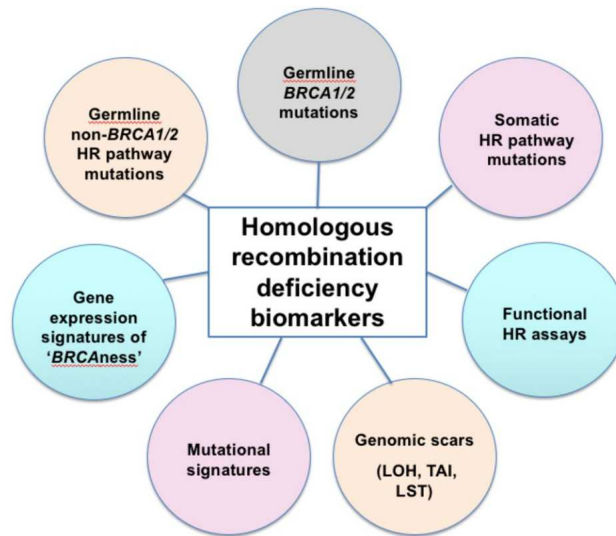 Germline
BRCA1/2
mutations
Germline
non-BRCA1/2
HR pathway
mutations
Somatic
HR pathway
mutations
Homologous
recombination
deficiency
biomarkers
Gene
expression
signatures of
‘BRCAness’
Functional
HR assays
Mutational
signatures
Genomic scars
(LOH, TAI,
LST)